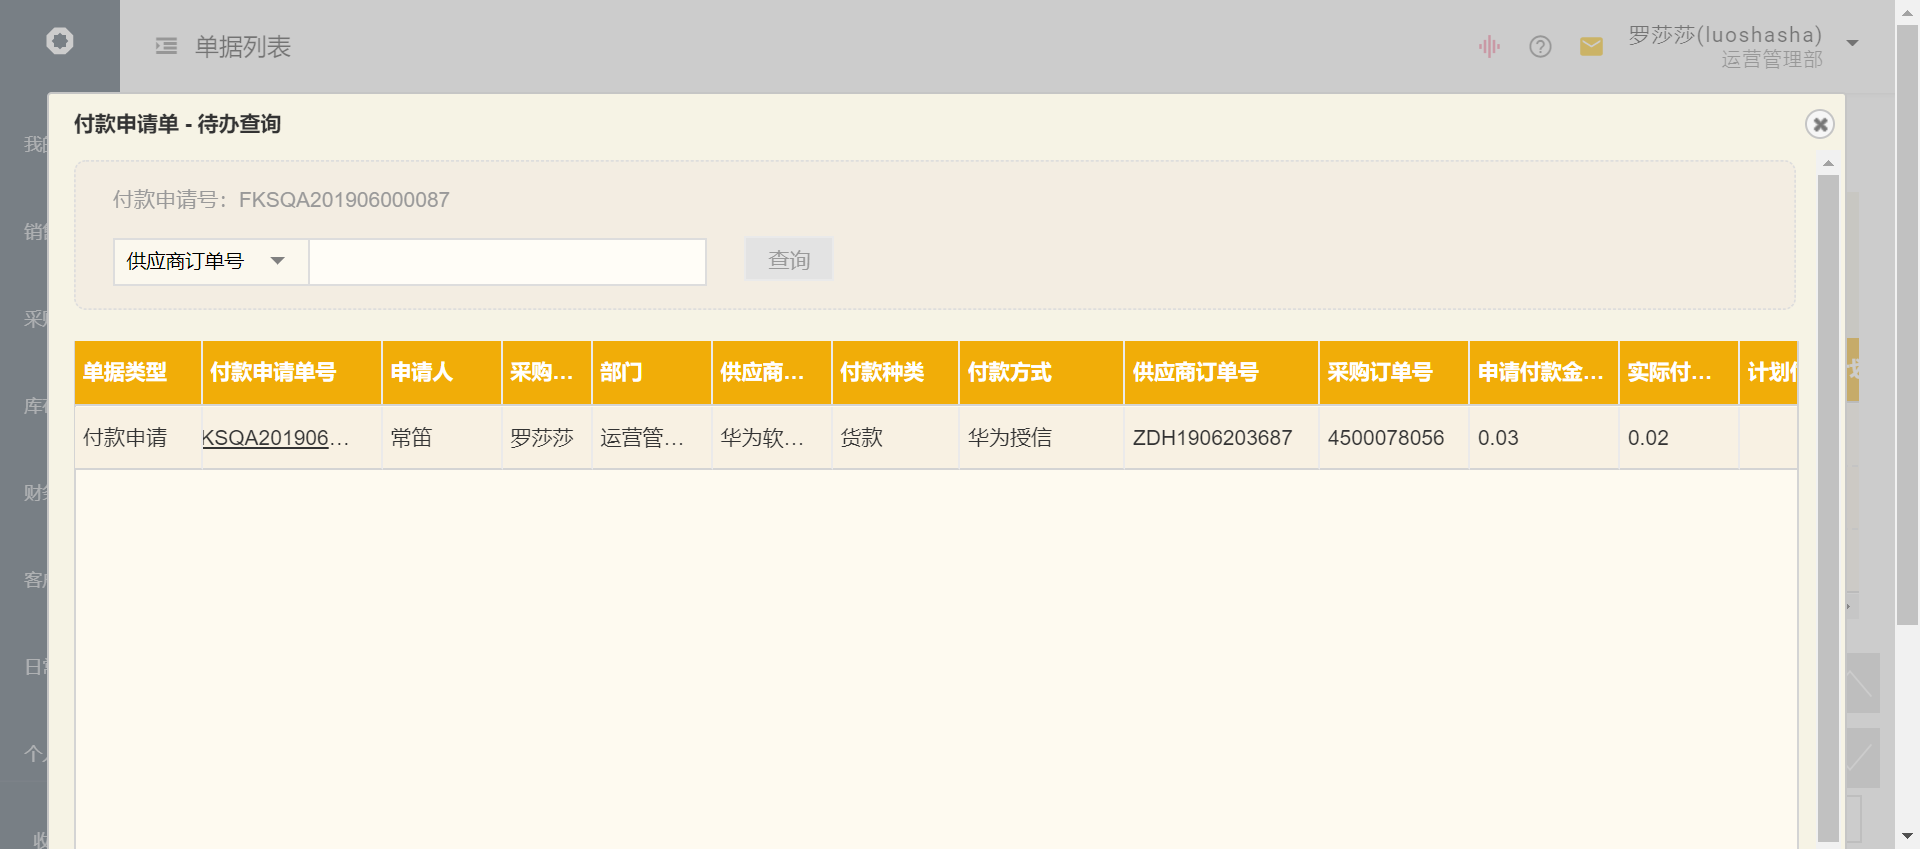 单据列表
罗莎莎(luoshasha)
运营管理部
付款申请单 - 待办查询
付款申请号：FKSQA201906000087
供应商订单号
查询
单据类型 付款申请单号 申请人 采购... 部门 供应商... 付款种类 付款方式 供应商订单号 采购订单号 申请付款金... 实际付... 计划
付款申请 KSQA201906... 常笛 罗莎莎 运营管... 华为软... 货款 华为授信 ZDH1906203687 4500078056 0.03 0.02
我
销
采
库
财
客
日
个
收